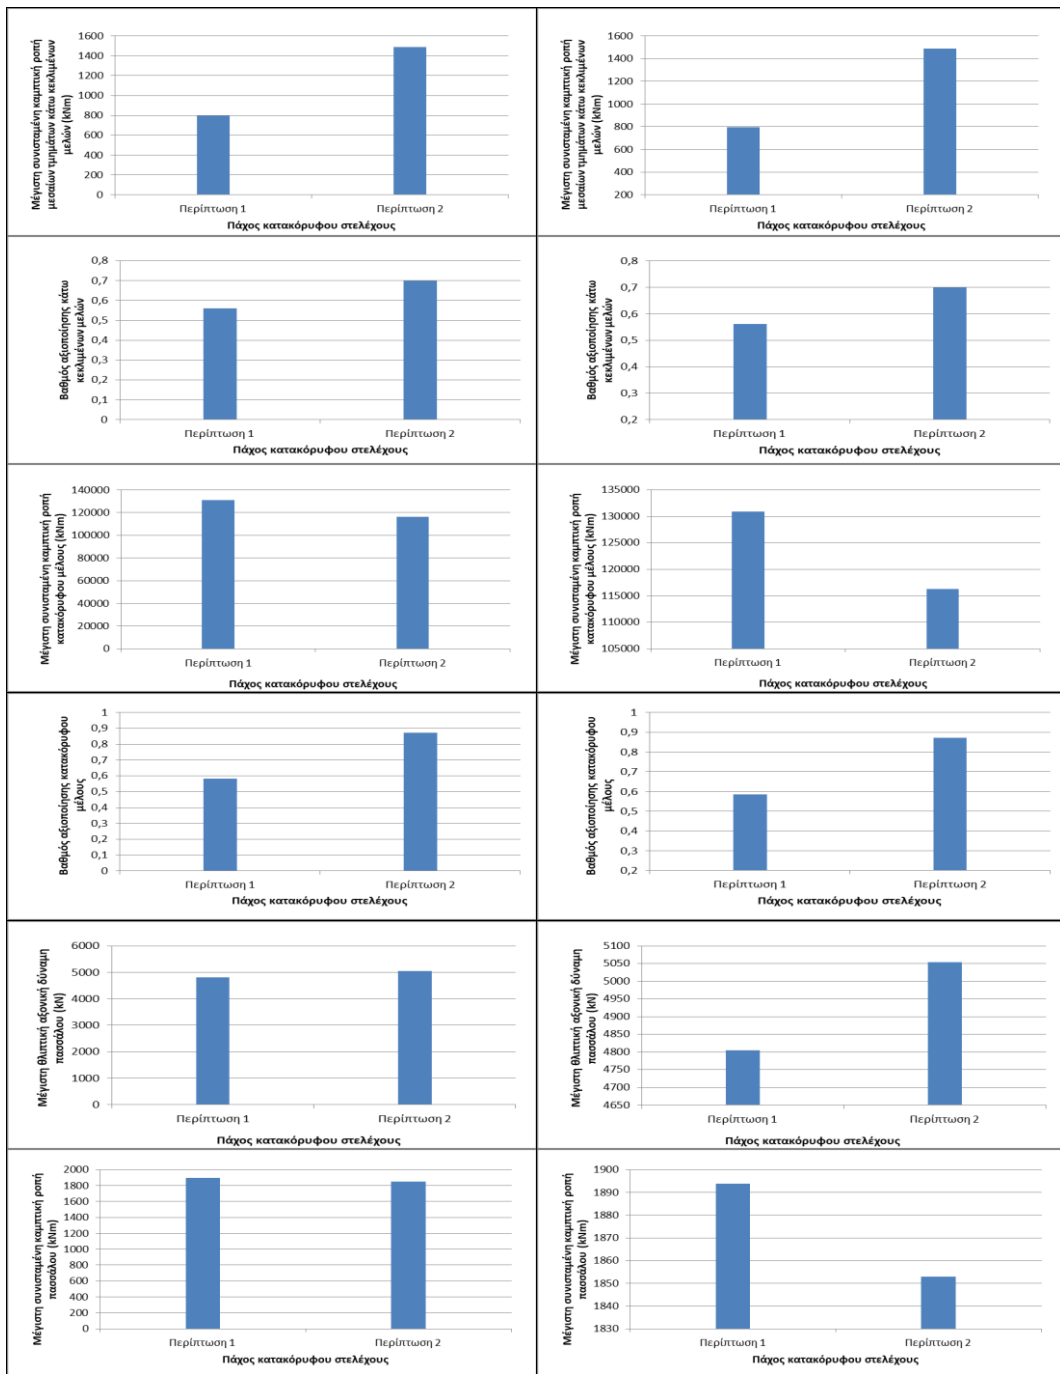 Μέγιστη συνισταμένη καμπτική ροπή
μεσαίων τμημάτων κάτω κεκλιμένων
μελών (kNm)
1600
1400
1200
1000
800
600
400
200
0
Περίπτωση 1
Περίπτωση 2
Πάχος κατακόρυφου στελέχους
Μέγιστη συνισταμένη καμπτική ροπή
μεσαίων τμημάτων κάτω κεκλιμένων
μελών (kNm)
1600
1400
1200
1000
800
600
400
200
Περίπτωση 1
Περίπτωση 2
Πάχος κατακόρυφου στελέχους
Βαθμός αξιοποίησης κάτω
κεκλιμένων μελών
0,8
0,7
0,6
0,5
0,4
0,3
0,2
0,1
0
Περίπτωση 1
Περίπτωση 2
Πάχος κατακόρυφου στελέχους
Βαθμός αξιοποίησης κάτω
κεκλιμένων μελών
0,8
0,7
0,6
0,5
0,4
0,3
0,2
Περίπτωση 1
Περίπτωση 2
Πάχος κατακόρυφου στελέχους
Μέγιστη συνισταμένη καμπτική ροπή
κατακόρυφου μέλους (kNm)
140000
120000
100000
80000
60000
40000
20000
0
Περίπτωση 1
Περίπτωση 2
Πάχος κατακόρυφου στελέχους
Μέγιστη συνισταμένη καμπτική ροπή
κατακόρυφου μέλους (kNm)
135000
130000
125000
120000
115000
110000
105000
Περίπτωση 1
Περίπτωση 2
Πάχος κατακόρυφου στελέχους
Βαθμός αξιοποίησης κατακόρυφου
μέλους
1
0,9
0,8
0,7
0,6
0,5
0,4
0,3
0,2
0,1
0
Περίπτωση 1
Περίπτωση 2
Πάχος κατακόρυφου στελέχους
Βαθμός αξιοποίησης κατακόρυφου
μέλους
1
0,9
0,8
0,7
0,6
0,5
0,4
0,3
0,2
Περίπτωση 1
Περίπτωση 2
Πάχος κατακόρυφου στελέχους
Μέγιστη θλιπτική αξονική δύναμη
πασσάλου (kN)
6000
5000
4000
3000
2000
1000
0
Περίπτωση 1
Περίπτωση 2
Πάχος κατακόρυφου στελέχους
Μέγιστη θλιπτική αξονική δύναμη
πασσάλου (kN)
5100
5050
5000
4950
4900
4850
4800
4750
4700
4650
Περίπτωση 1
Περίπτωση 2
Πάχος κατακόρυφου στελέχους
Μέγιστη συνισταμένη καμπτική ροπή
πασσάλου (kNm)
2000
1800
1600
1400
1200
1000
800
600
400
200
0
Περίπτωση 1
Περίπτωση 2
Πάχος κατακόρυφου στελέχους
Μέγιστη συνισταμένη καμπτική ροπή
πασσάλου (kNm)
1900
1890
1880
1870
1860
1850
1840
1830
Περίπτωση 1
Περίπτωση 2
Πάχος κατακόρυφου στελέχους